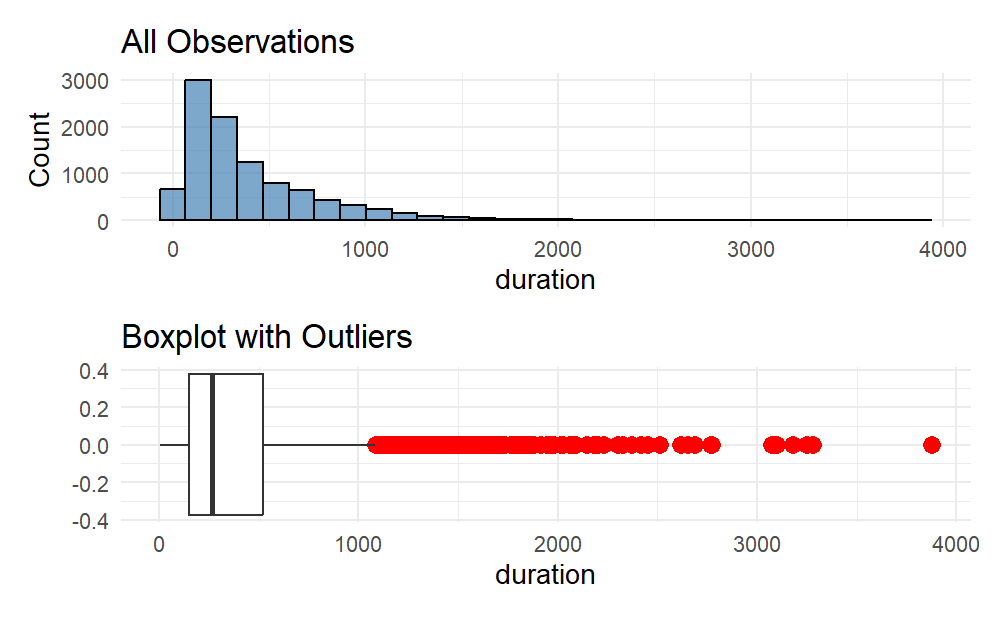 All Observations
Count
3000
2000
1000
0
0 1000 2000 3000 4000
duration
Boxplot with Outliers
0.4
0.2
0.0
-0.2
-0.4
0 1000 2000 3000 4000
duration